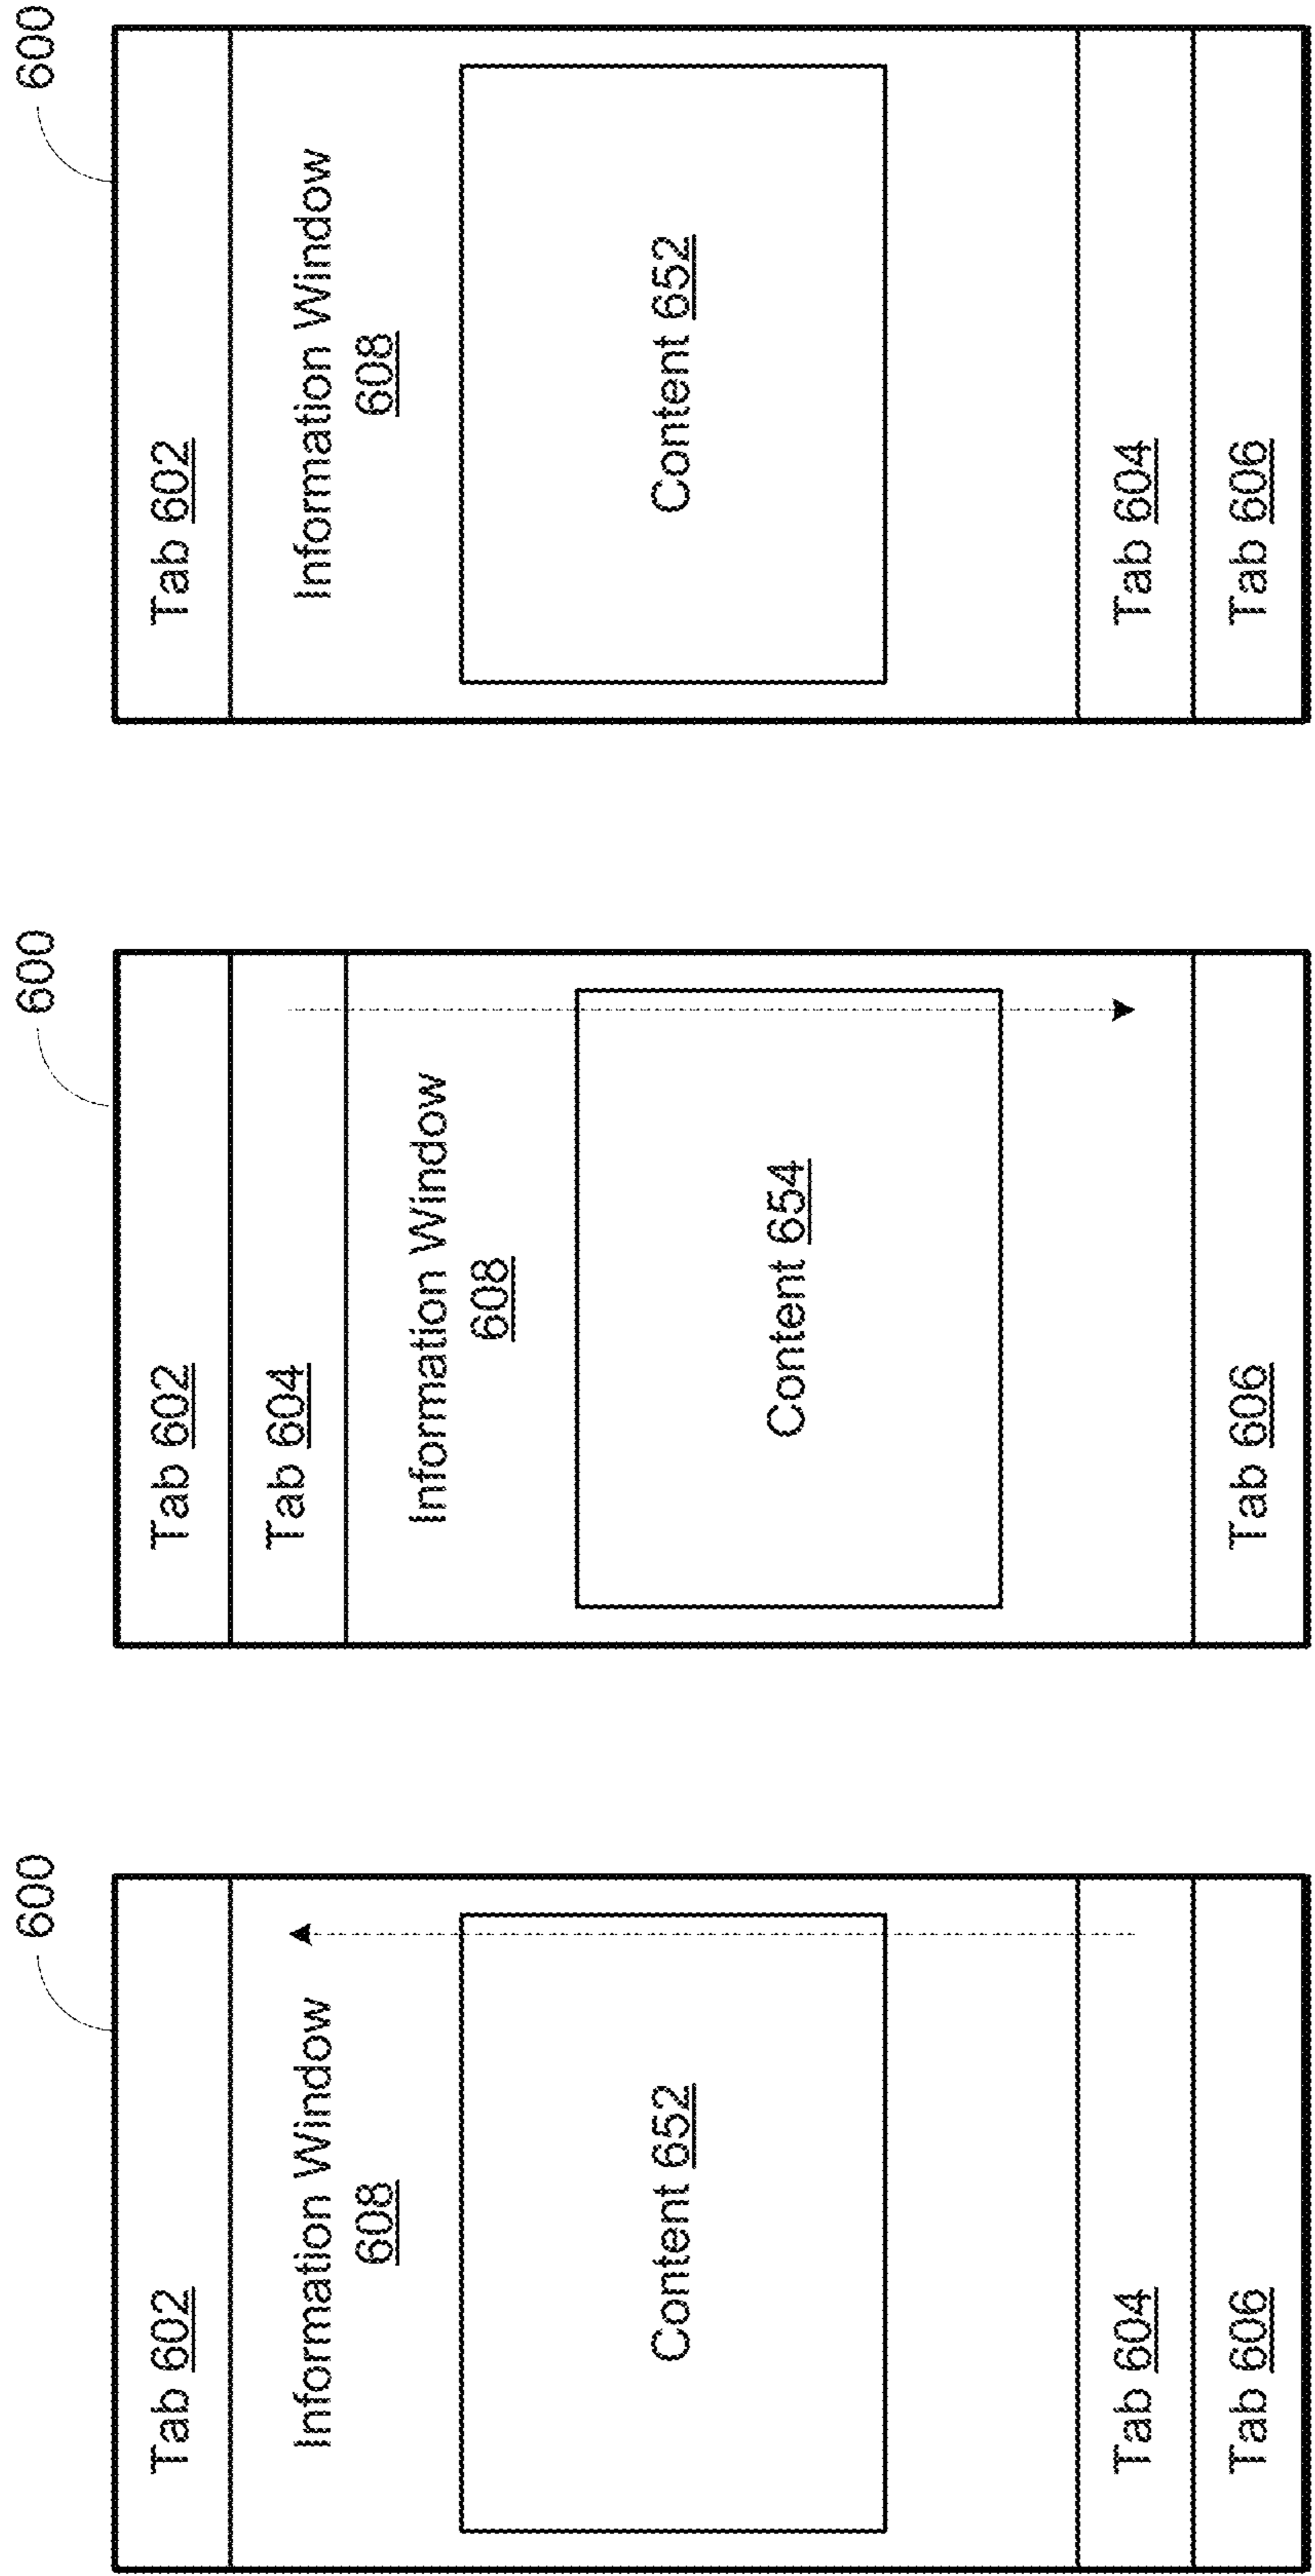 600
Tab 602
Information Window
608
Content 652
Tab 604
Tab 606
600
Tab 602
Tab 604
Information Window
608
Content 654
Tab 606
600
Tab 602
Information Window
608
Content 652
Tab 604
Tab 606